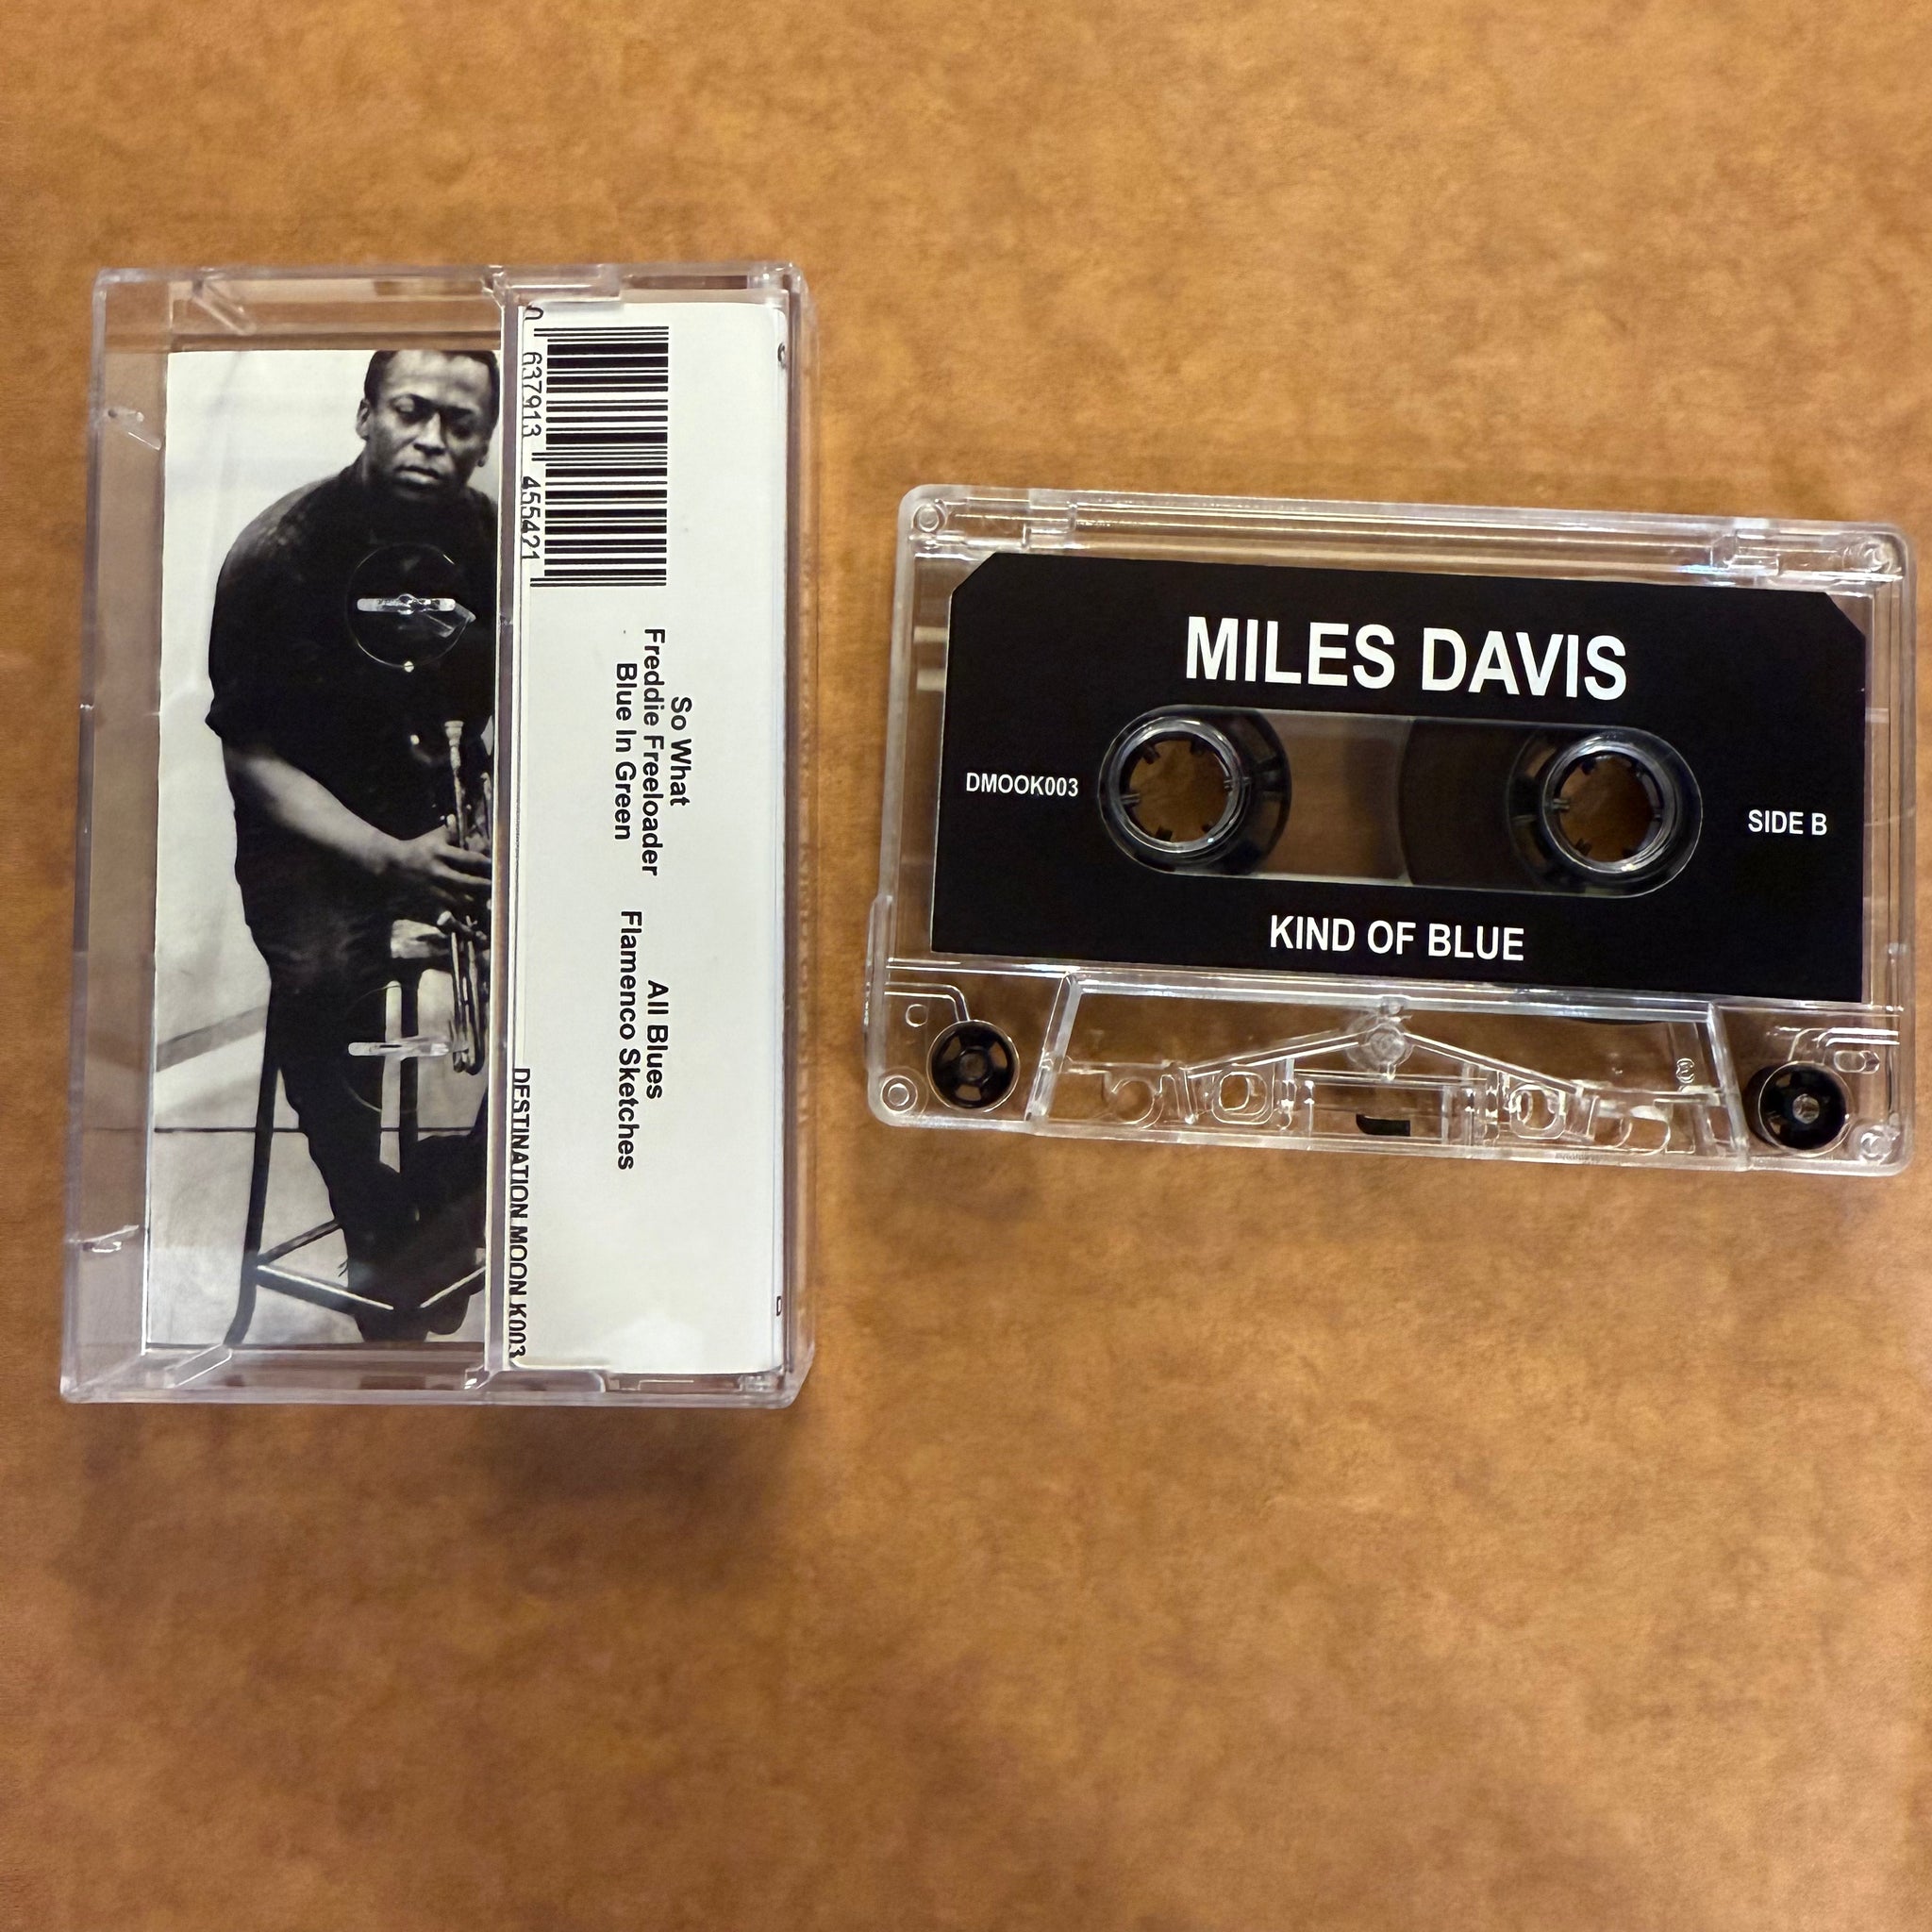 637913 455421
So What
Freddie Freeloader
Blue In Green
All Blues
Flamenco Sketches
DESTINATION MOON K003
MILES DAVIS
DMOOK003
SIDE B
KIND OF BLUE